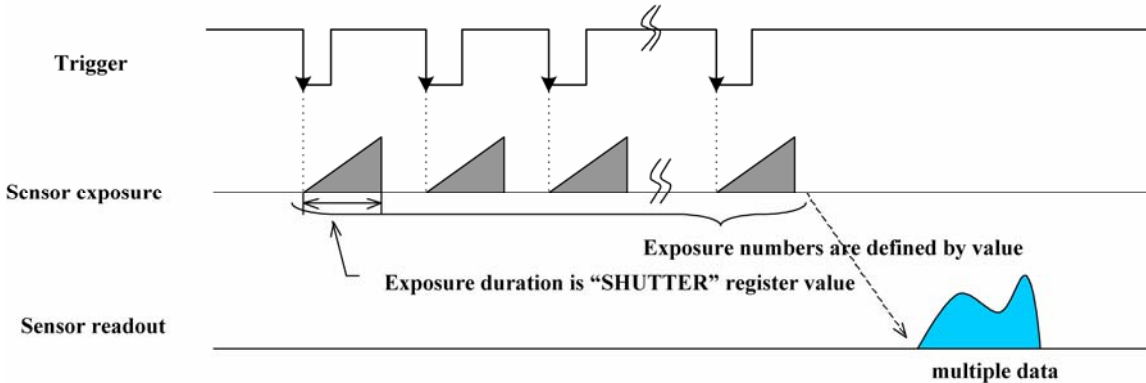 Trigger
Sensor exposure
Exposure numbers are defined by value
Exposure duration is “SHUTTER” register value
Sensor readout
multiple data